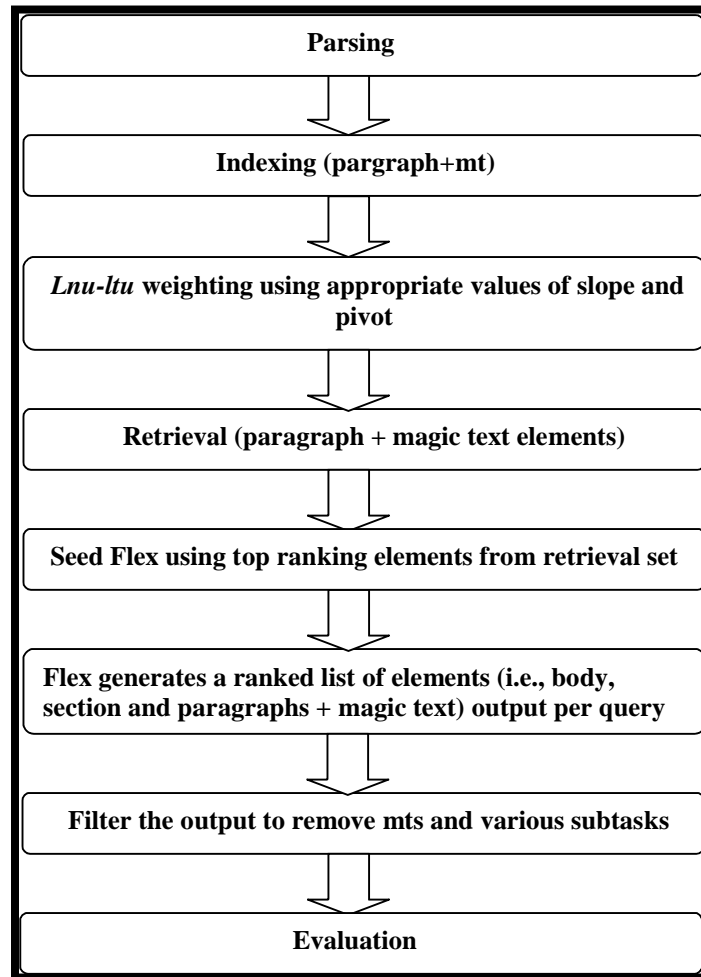 Parsing
Indexing (pargraph+mt)
Lnu-ltu weighting using appropriate values of slope and
pivot
Retrieval (paragraph + magic text elements)
Seed Flex using top ranking elements from retrieval set
Flex generates a ranked list of elements (i.e., body,
section and paragraphs + magic text) output per query
Filter the output to remove mts and various subtasks
Evaluation